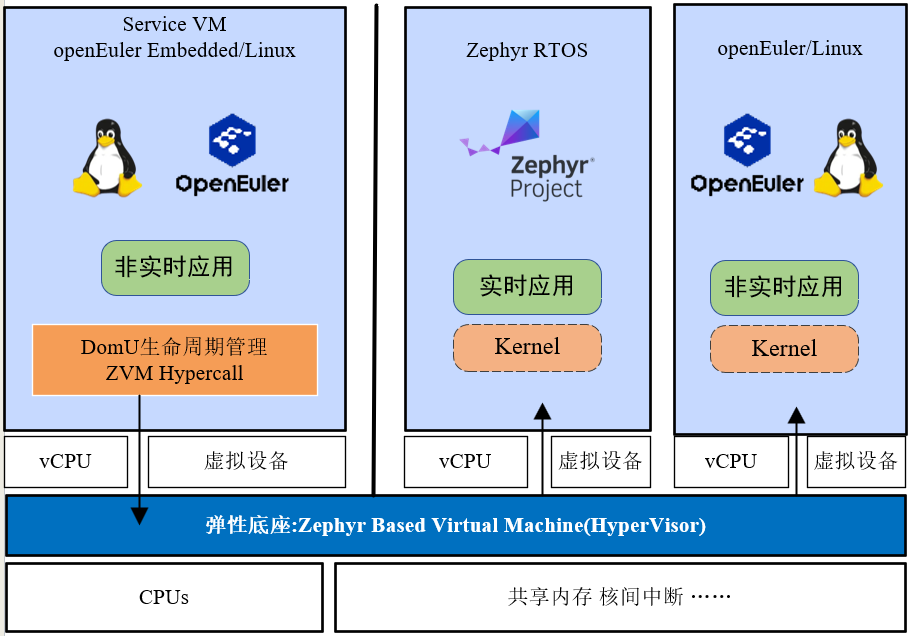 Service VM
openEuler Embedded/Linux
OpenEuler
非实时应用
DomU生命周期管理
ZVM Hypercall
Zephyr RTOS
Zephyr®
Project
实时应用
Kernel
openEuler/Linux
OpenEuler
非实时应用
Kernel
vCPU
虚拟设备
vCPU
虚拟设备
vCPU
虚拟设备
弹性底座:Zephyr Based Virtual Machine(HyperVisor)
CPUs
共享内存 核间中断 ……